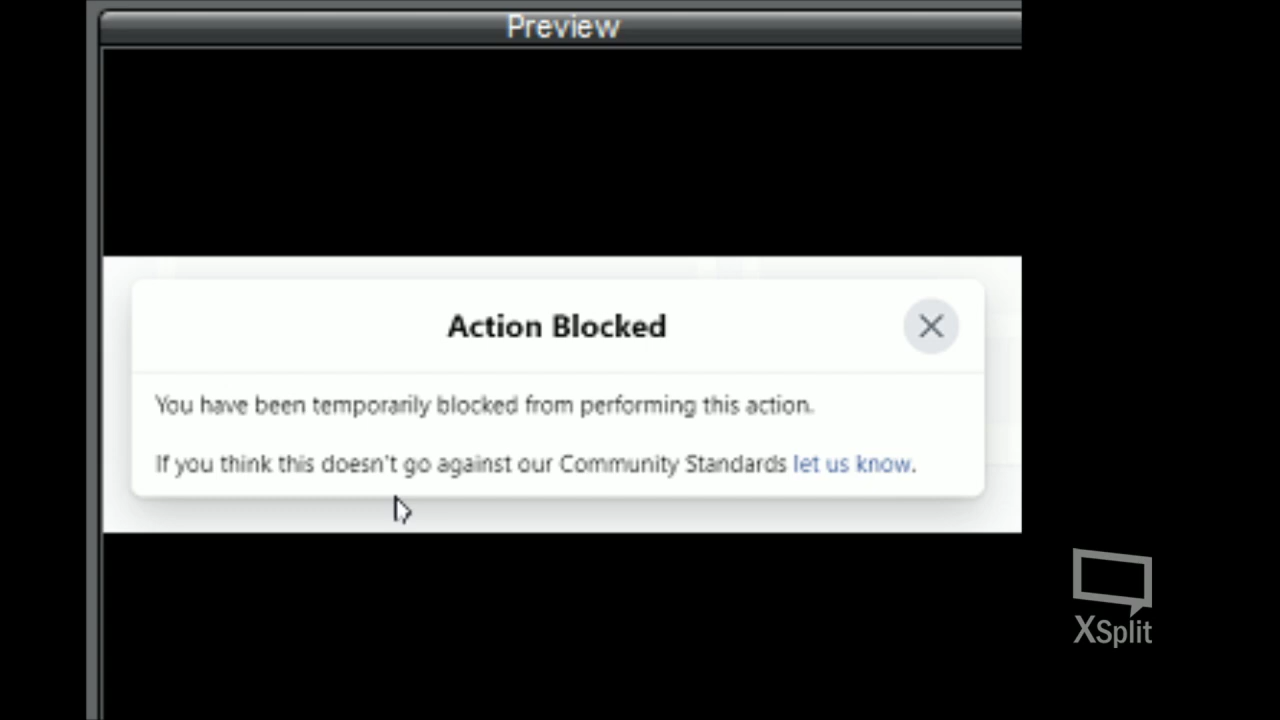 Preview
Action Blocked
You have been temporarily blocked from performing this action.
If you think this doesn't go against our Community Standards let us know.
XSplit